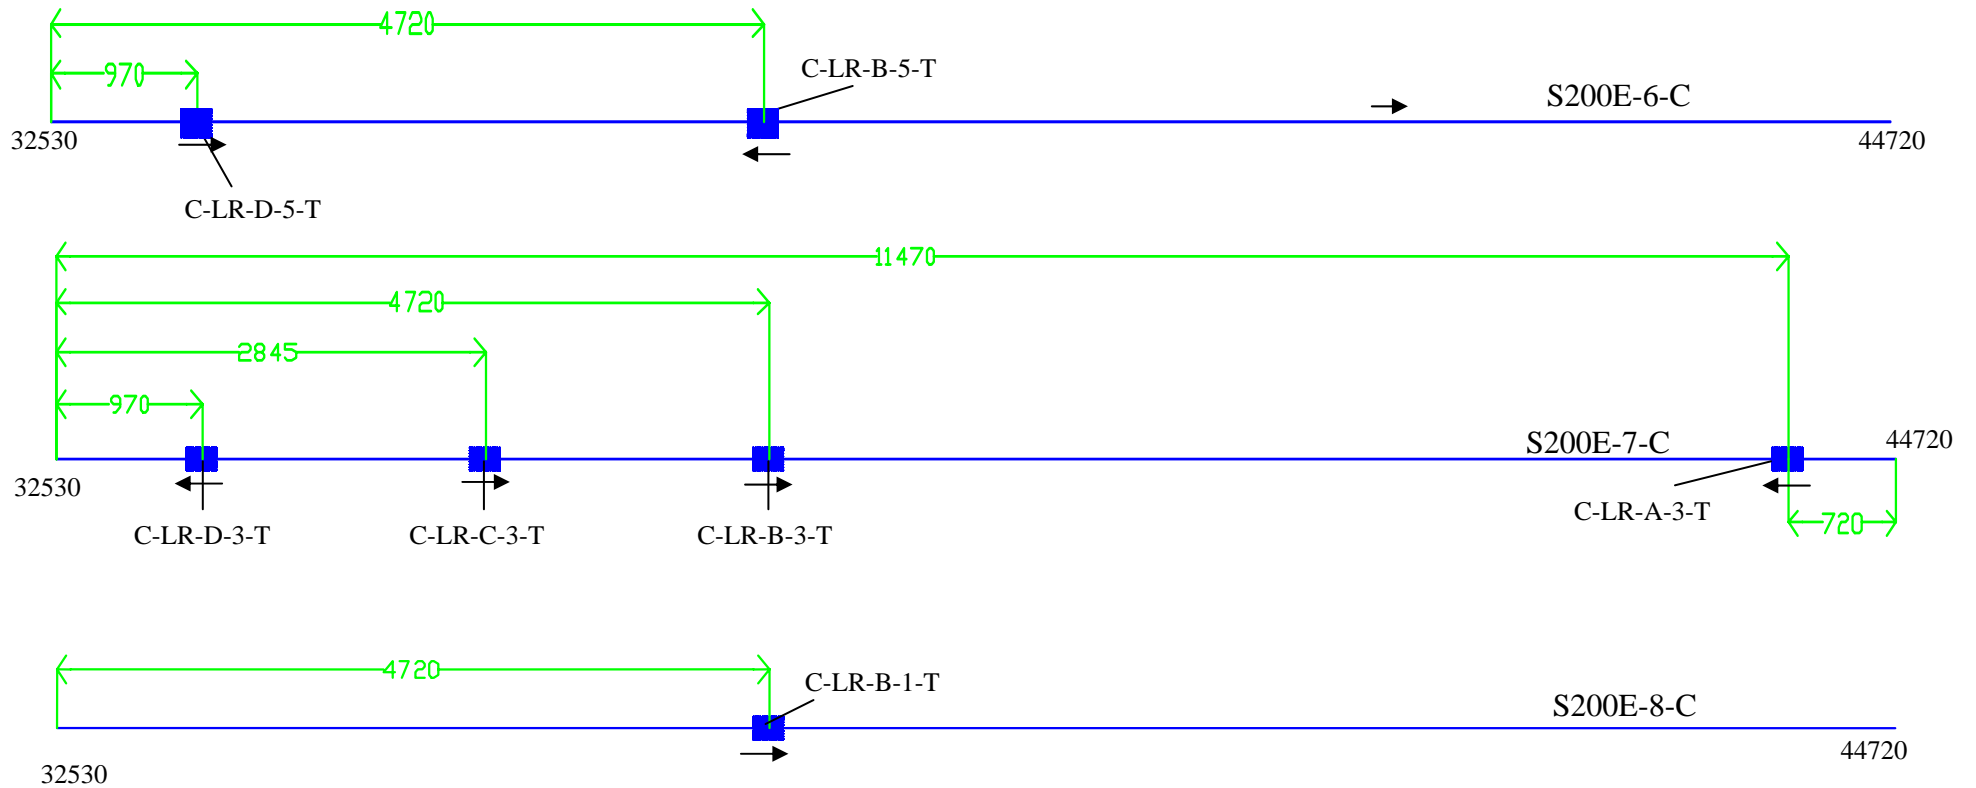 4720
C-LR-B-5-T
970
S200E-6-C
32530
44720
C-LR-D-5-T
11470
4720
2845
970
S200E-7-C
44720
32530
C-LR-A-3-T
720
C-LR-D-3-T
C-LR-C-3-T
C-LR-B-3-T
4720
C-LR-B-1-T
S200E-8-C
44720
32530